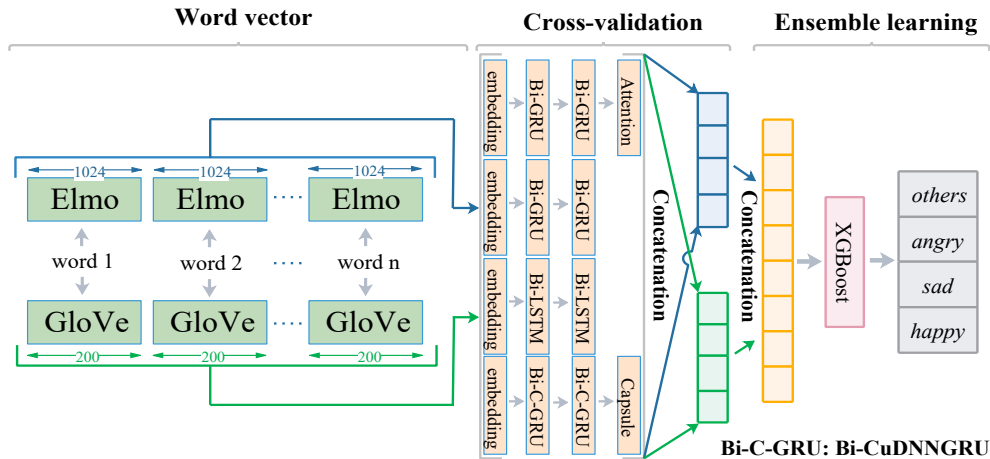 Word vector
Cross-validation
Ensemble learning
1024 1024 1024
Elmo Elmo ···· Elmo
word 1 word 2 ···· word n
GloVe GloVe ···· GloVe
200 200 200
embedding Bi-GRU Bi-GRU Attention
embedding Bi-GRU Bi-GRU
embedding Bi-LSTM Bi-LSTM
embedding Bi-C-GRU Bi-C-GRU Capsule
Concatenation
Concatenation
XGBoost
others
angry
sad
happy
Bi-C-GRU: Bi-CuDNNGRU